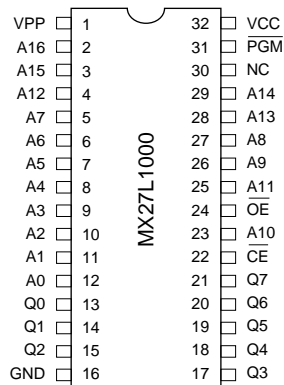 VPP 1 32 VCC
A16 2 31 P̅G̅M̅
A15 3 30 NC
A12 4 29 A14
A7 5 28 A13
A6 6 27 A8
A5 7 26 A9
A4 8 25 A11
A3 9 24 O̅E̅
A2 10 23 A10
A1 11 22 C̅E̅
A0 12 21 Q7
Q0 13 20 Q6
Q1 14 19 Q5
Q2 15 18 Q4
GND 16 17 Q3
MX27L1000